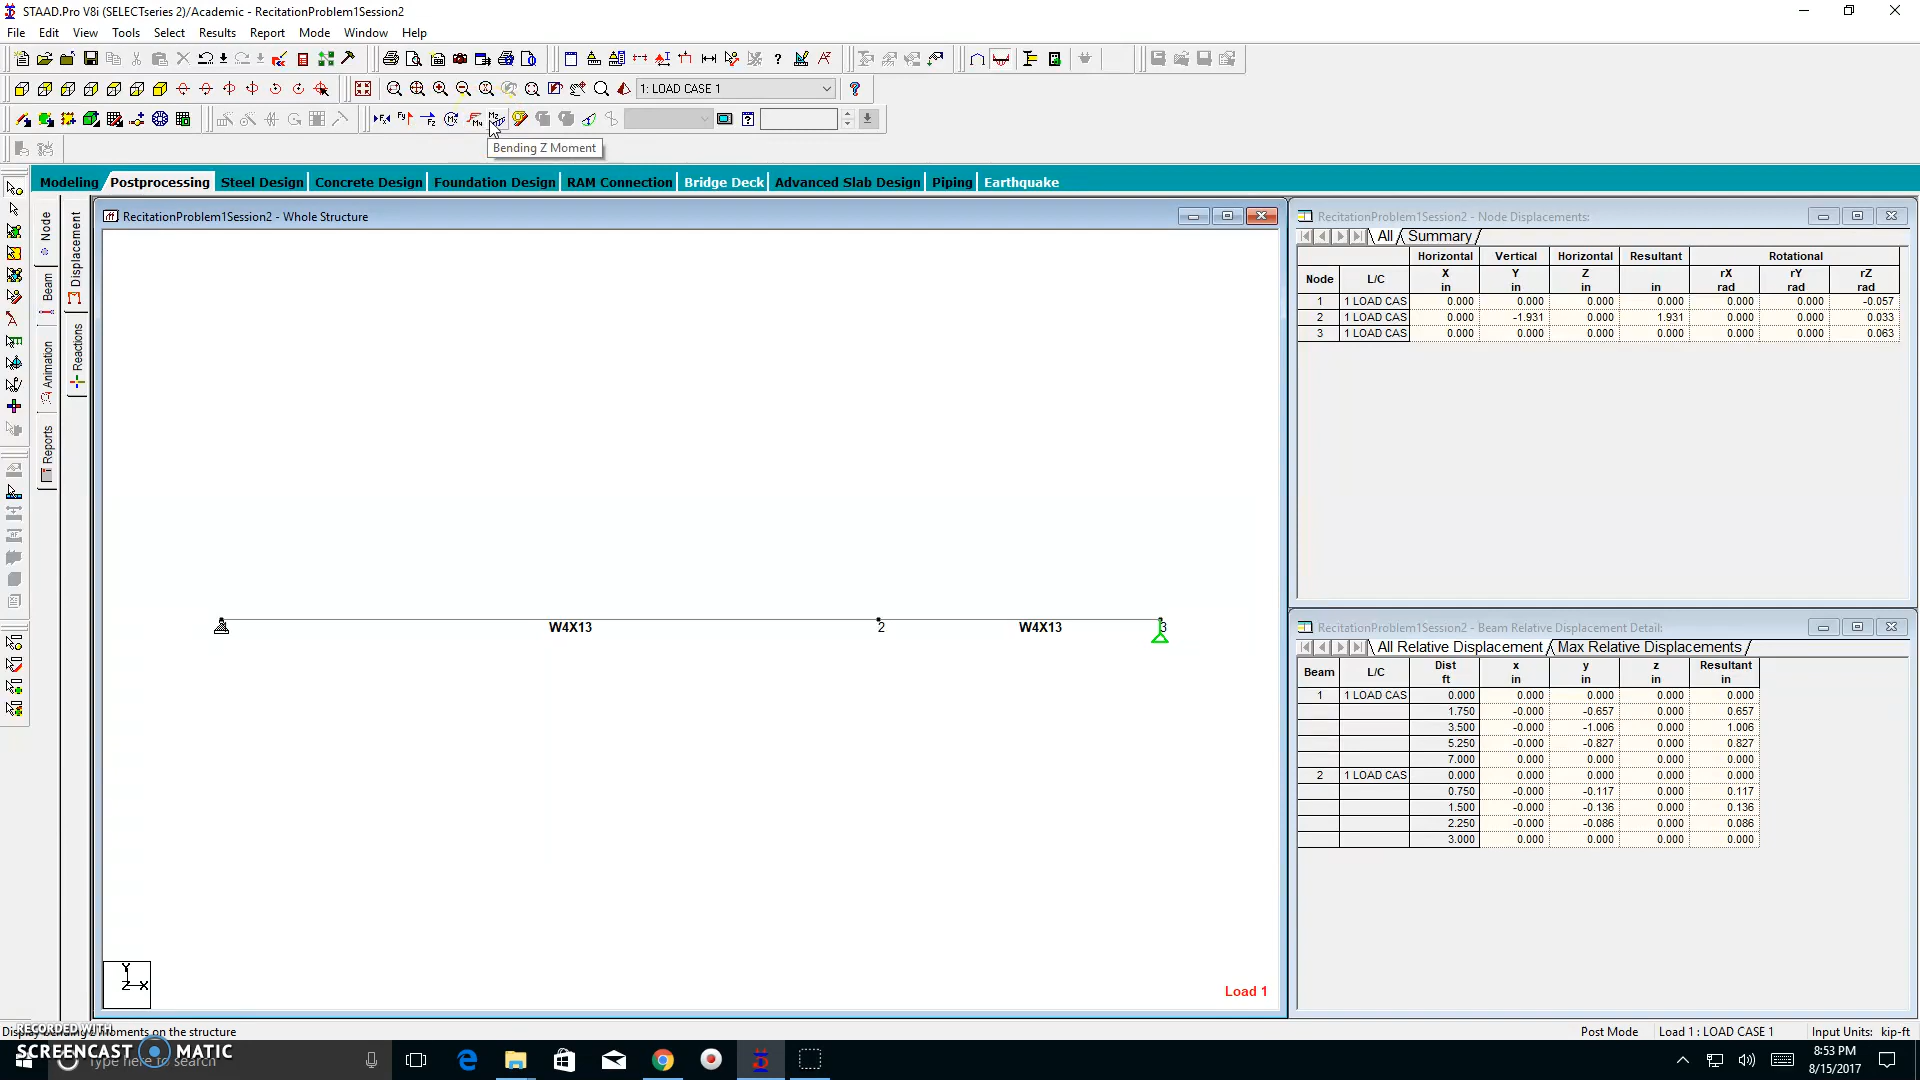 STAAD.Pro V8i (SELECTseries 2)/Academic - RecitationProblem1Session2
File Edit View Tools Select Results Report Mode Window Help
1: LOAD CASE 1
Bending Z Moment
Modeling Postprocessing Steel Design Concrete Design Foundation Design RAM Connection Bridge Deck Advanced Slab Design Piping Earthquake
Node
Beam
Animation
Reports
Displacement
Reactions
RecitationProblem1Session2 - Whole Structure
W4X13
2
W4X13
3
Y
Z X
Load 1
RecitationProblem1Session2 - Node Displacements:
All Summary
Horizontal Vertical Horizontal Resultant Rotational
Node L/C X in Y in Z in in rX rad rY rad rZ rad
1 1 LOAD CAS 0.000 0.000 0.000 0.000 0.000 0.000 -0.057
2 1 LOAD CAS 0.000 -1.931 0.000 1.931 0.000 0.000 0.033
3 1 LOAD CAS 0.000 0.000 0.000 0.000 0.000 0.000 0.063
RecitationProblem1Session2 - Beam Relative Displacement Detail:
All Relative Displacement Max Relative Displacements
Beam L/C Dist ft x in y in z in Resultant in
1 1 LOAD CAS 0.000 0.000 0.000 0.000 0.000
1.750 -0.000 -0.657 0.000 0.657
3.500 -0.000 -1.006 0.000 1.006
5.250 -0.000 -0.827 0.000 0.827
7.000 0.000 0.000 0.000 0.000
2 1 LOAD CAS 0.000 0.000 0.000 0.000 0.000
0.750 -0.000 -0.117 0.000 0.117
1.500 -0.000 -0.136 0.000 0.136
2.250 -0.000 -0.086 0.000 0.086
3.000 0.000 0.000 0.000 0.000
Display bending Z moments on the structure
Post Mode Load 1 : LOAD CASE 1 Input Units: kip-ft
RECORDED WITH
SCREENCAST MATIC
Type here to search
8:53 PM
8/15/2017